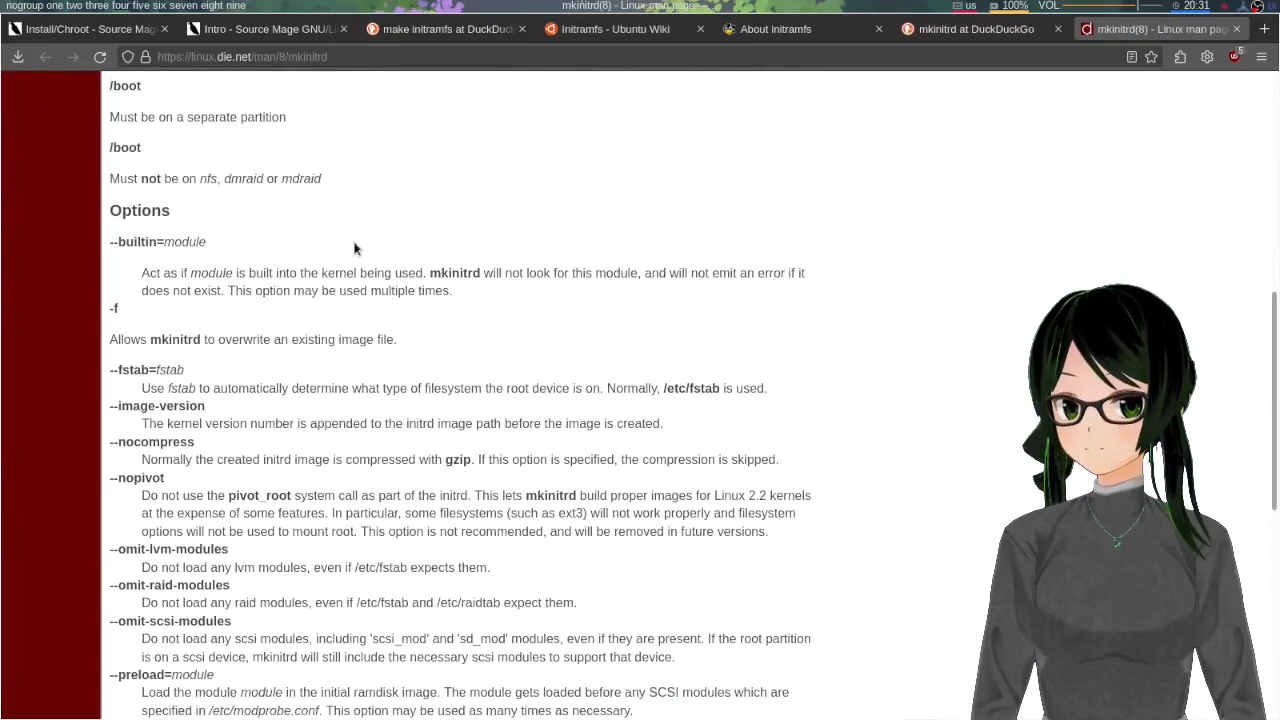 nogroup one two three four five six seven eight nine
mkinitrd(8) - Linux man page
us 100% VOL 20:31
Install/Chroot - Source Mag
Intro - Source Mage GNU/Li
make initramfs at DuckDuck
Initramfs - Ubuntu Wiki
About initramfs
mkinitrd at DuckDuckGo
mkinitrd(8) - Linux man pag
https://linux.die.net/man/8/mkinitrd
5
/boot
Must be on a separate partition
/boot
Must not be on nfs, dmraid or mdraid
Options
--builtin=module
Act as if module is built into the kernel being used. mkinitrd will not look for this module, and will not emit an error if it
does not exist. This option may be used multiple times.
-f
Allows mkinitrd to overwrite an existing image file.
--fstab=fstab
Use fstab to automatically determine what type of filesystem the root device is on. Normally, /etc/fstab is used.
--image-version
The kernel version number is appended to the initrd image path before the image is created.
--nocompress
Normally the created initrd image is compressed with gzip. If this option is specified, the compression is skipped.
--nopivot
Do not use the pivot_root system call as part of the initrd. This lets mkinitrd build proper images for Linux 2.2 kernels
at the expense of some features. In particular, some filesystems (such as ext3) will not work properly and filesystem
options will not be used to mount root. This option is not recommended, and will be removed in future versions.
--omit-lvm-modules
Do not load any lvm modules, even if /etc/fstab expects them.
--omit-raid-modules
Do not load any raid modules, even if /etc/fstab and /etc/raidtab expect them.
--omit-scsi-modules
Do not load any scsi modules, including 'scsi_mod' and 'sd_mod' modules, even if they are present. If the root partition
is on a scsi device, mkinitrd will still include the necessary scsi modules to support that device.
--preload=module
Load the module module in the initial ramdisk image. The module gets loaded before any SCSI modules which are
specified in /etc/modprobe.conf. This option may be used as many times as necessary.